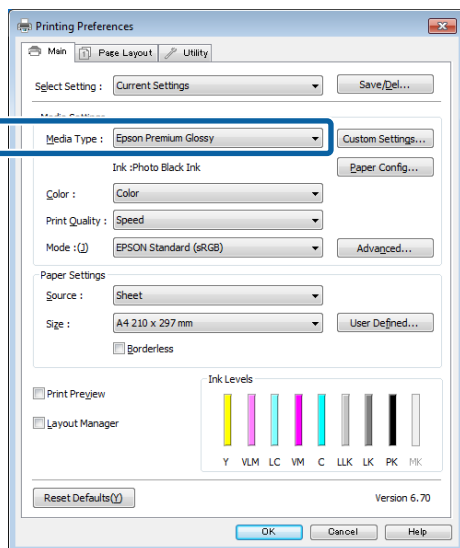 Printing Preferences
Main Page Layout Utility
Select Setting : Current Settings Save/Del...
Media Type : Epson Premium Glossy Custom Settings...
Ink :Photo Black Ink Paper Config...
Color : Color
Print Quality : Speed
Mode :(J) EPSON Standard (sRGB) Advanced...
Paper Settings
Source : Sheet
Size : A4 210 x 297 mm User Defined...
Borderless
Ink Levels
Print Preview
Layout Manager
Y VLM LC VM C LLK LK PK MK
Reset Defaults(Y) Version 6.70
OK Cancel Help